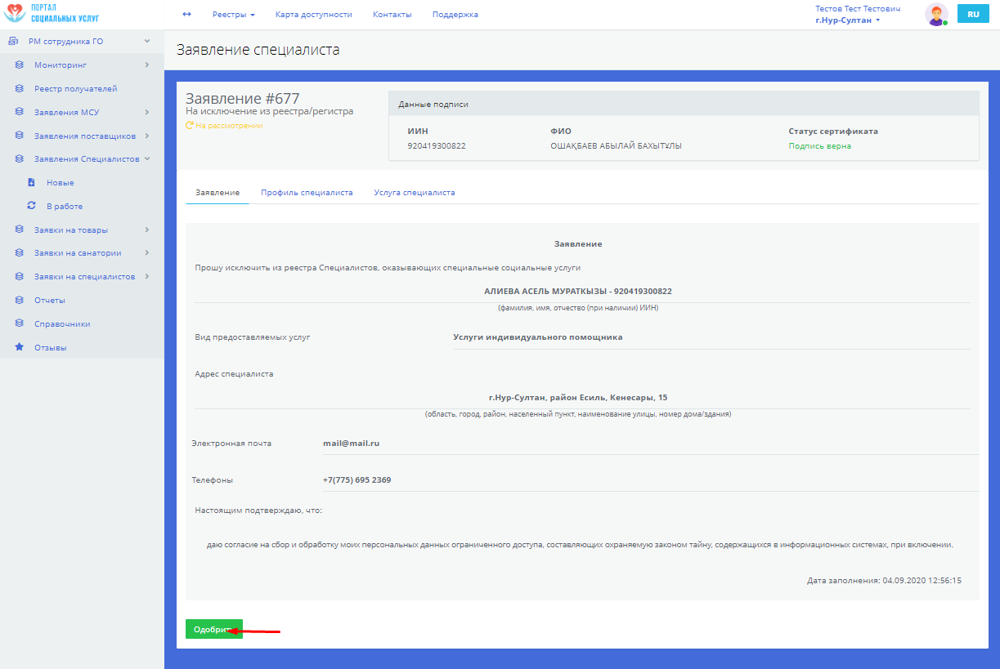 ПОРТАЛ
СОЦИАЛЬНЫХ УСЛУГ
Реестры
Карта доступности
Контакты
Поддержка
Тестов Тест Тестович
г.Нур-Султан
RU
РМ сотрудника ГО
Мониторинг
Реестр получателей
Заявления МСУ
Заявления поставщиков
Заявления Специалистов
Новые
В работе
Заявки на товары
Заявки на санатории
Заявки на специалистов
Отчеты
Справочники
Отзывы
Заявление специалиста
Заявление #677
На исключение из реестра/регистра
На рассмотрении
Данные подписи
ИИН ФИО Статус сертификата
920419300822 ОШАҚБАЕВ АБЫЛАЙ БАХЫТҰЛЫ Подпись верна
Заявление Профиль специалиста Услуга специалиста
Заявление
Прошу исключить из реестра Специалистов, оказывающих специальные социальные услуги
АЛИЕВА АСЕЛЬ МУРАТКЫЗЫ - 920419300822
(фамилия, имя, отчество (при наличии) ИИН)
Вид предоставляемых услуг Услуги индивидуального помощника
Адрес специалиста
г.Нур-Султан, район Есиль, Кенесары, 15
(область, город, район, населенный пункт, наименование улицы, номер дома/здания)
Электронная почта mail@mail.ru
Телефоны +7(775) 695 2369
Настоящим подтверждаю, что:
даю согласие на сбор и обработку моих персональных данных ограниченного доступа, составляющих охраняемую законом тайну, содержащихся в информационных системах, при включении.
Дата заполнения: 04.09.2020 12:56:15
Одобрить